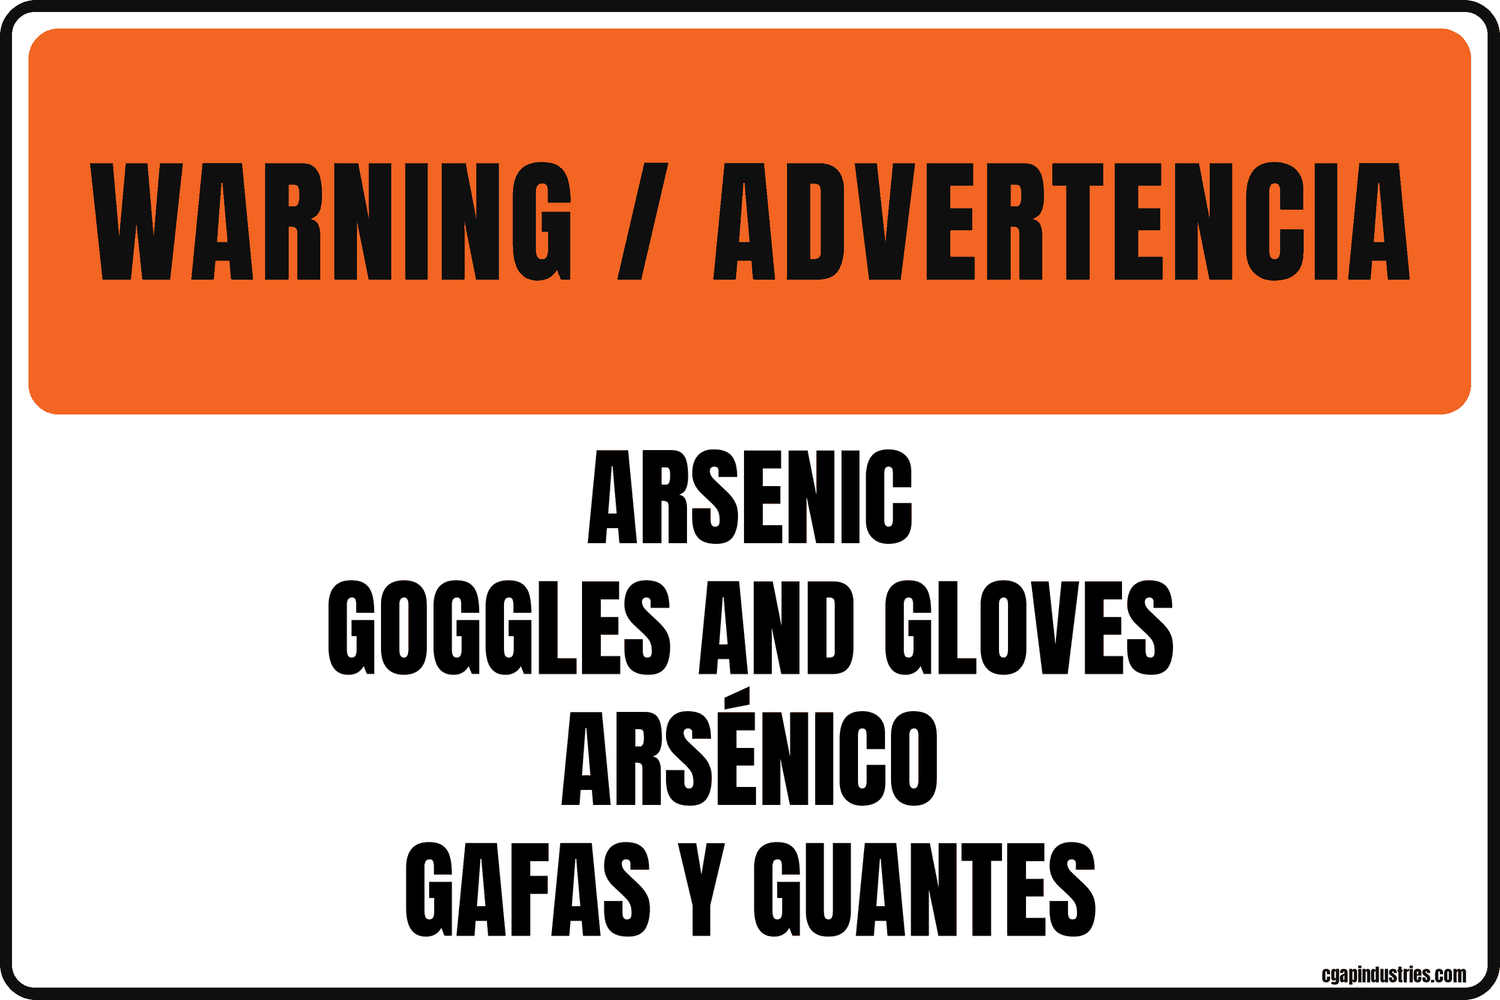 WARNING / ADVERTENCIA
ARSENIC
GOGGLES AND GLOVES
ARSÉNICO
GAFAS Y GUANTES
cgapindustries.com